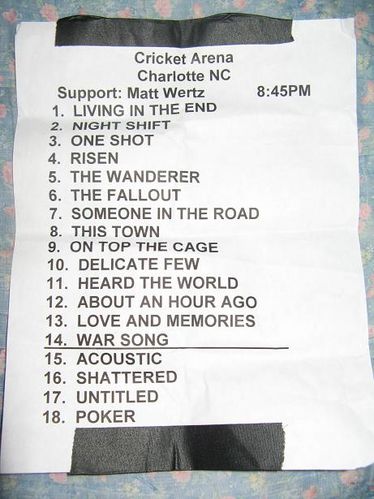 Cricket Arena
Charlotte NC
Support: Matt Wertz 8:45PM
1. LIVING IN THE END
2. NIGHT SHIFT
3. ONE SHOT
4. RISEN
5. THE WANDERER
6. THE FALLOUT
7. SOMEONE IN THE ROAD
8. THIS TOWN
9. ON TOP THE CAGE
10. DELICATE FEW
11. HEARD THE WORLD
12. ABOUT AN HOUR AGO
13. LOVE AND MEMORIES
14. WAR SONG
15. ACOUSTIC
16. SHATTERED
17. UNTITLED
18. POKER